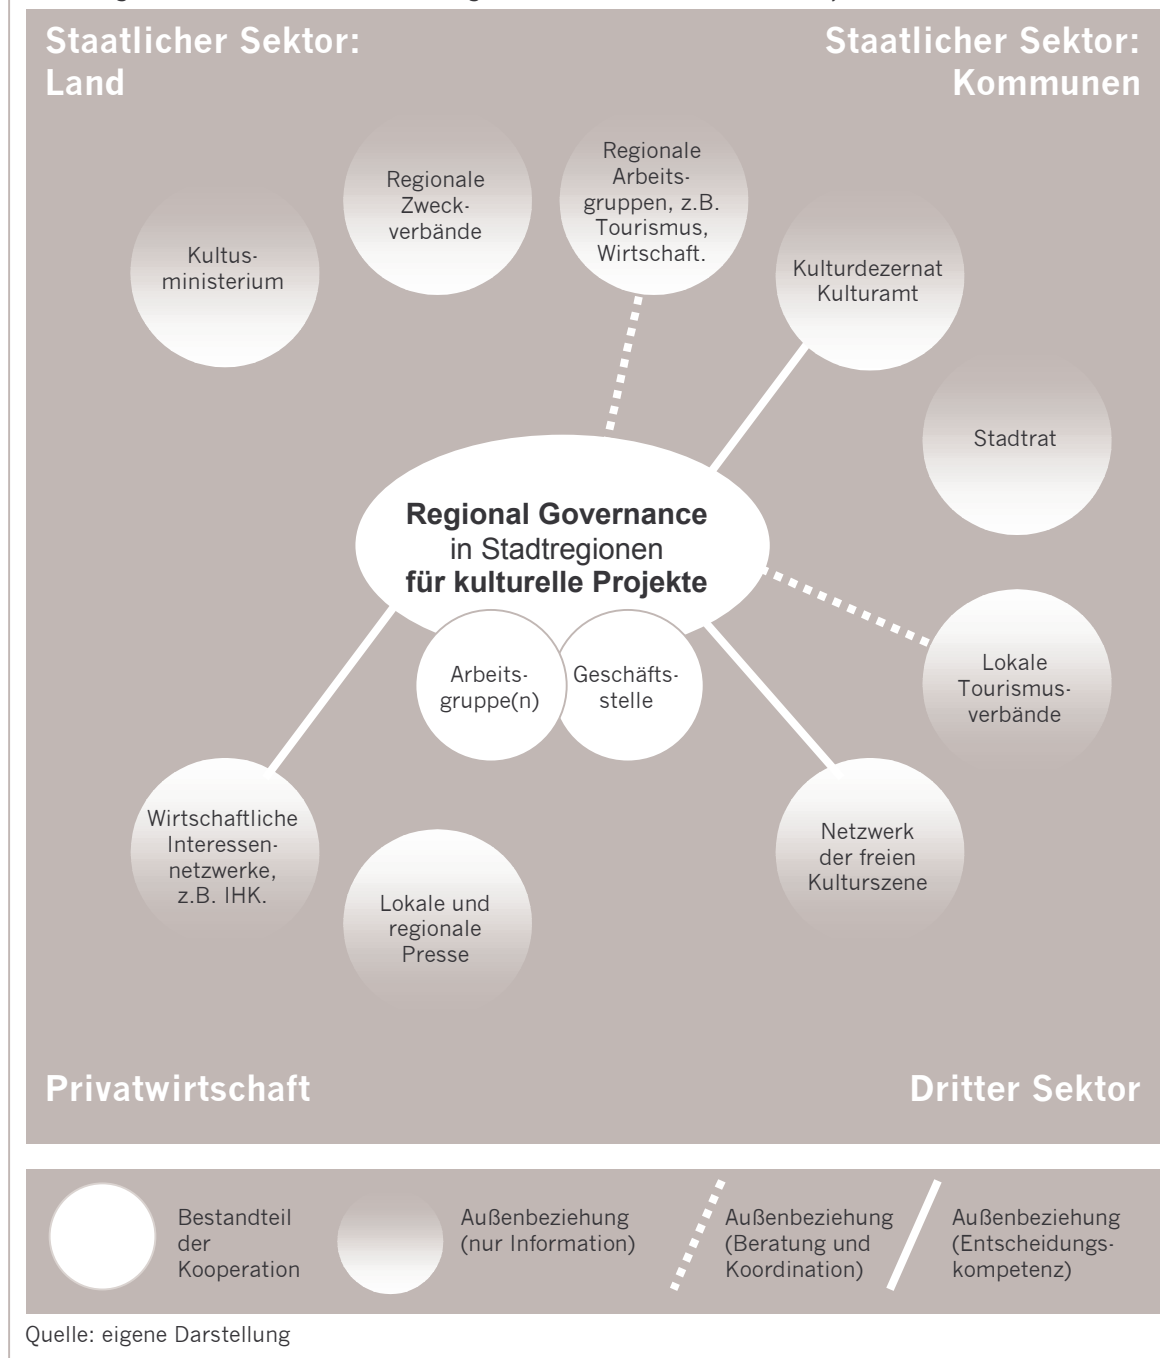 Staatlicher Sektor:
Land
Staatlicher Sektor:
Kommunen
Regionale
Zweck-
verbände
Regionale
Arbeits-
gruppen, z.B.
Tourismus,
Wirtschaft.
Kultus-
ministerium
Kulturdezernat
Kulturamt
Stadtrat
Regional Governance
in Stadtregionen
für kulturelle Projekte
Arbeits-
gruppe(n)
Geschäfts-
stelle
Lokale
Tourismus-
verbände
Wirtschaftliche
Interessen-
netzwerke,
z.B. IHK.
Lokale und
regionale
Presse
Netzwerk
der freien
Kulturszene
Privatwirtschaft
Dritter Sektor
Bestandteil
der
Kooperation
Außenbeziehung
(nur Information)
Außenbeziehung
(Beratung und
Koordination)
Außenbeziehung
(Entscheidungs-
kompetenz)
Quelle: eigene Darstellung